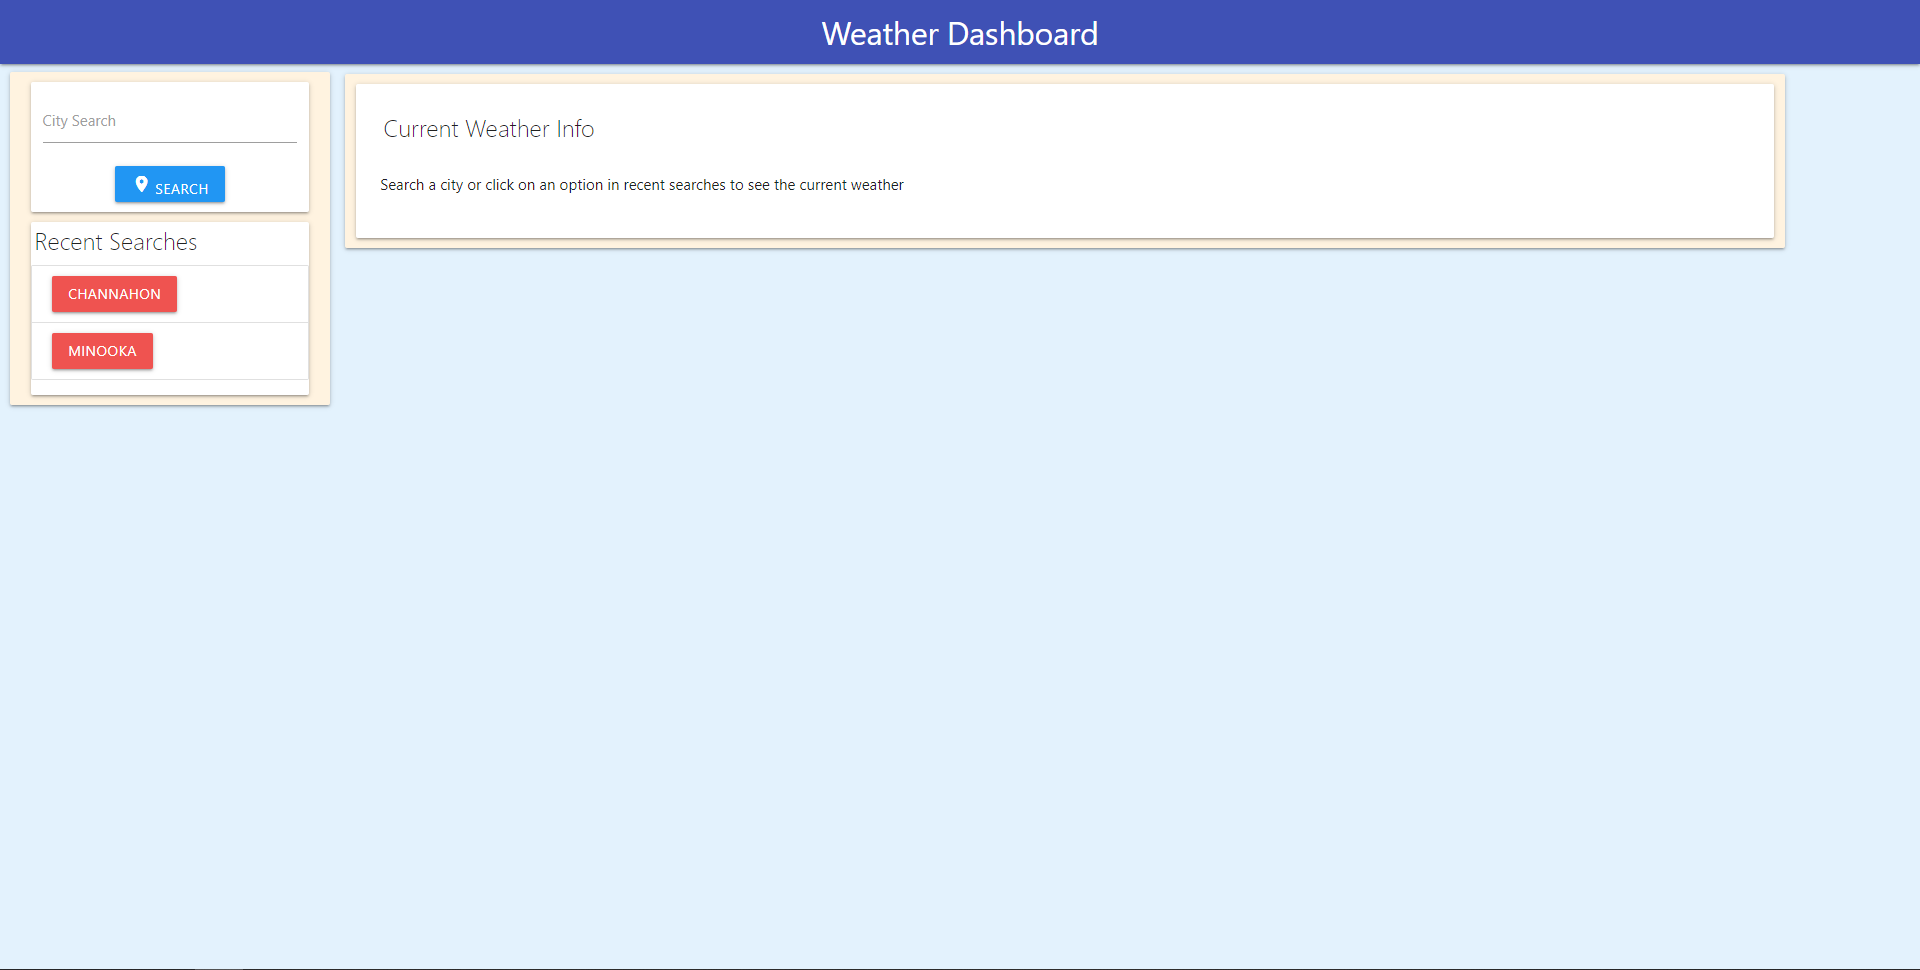 Weather Dashboard
City Search
SEARCH
Recent Searches
CHANNAHON
MINOOKA
Current Weather Info
Search a city or click on an option in recent searches to see the current weather